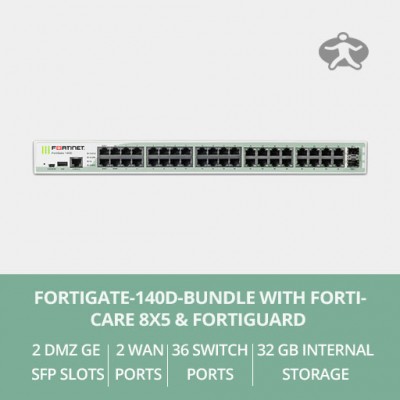 FORTINET
FORTIGATE-140D-BUNDLE WITH FORTI-
CARE 8X5 & FORTIGUARD
2 DMZ GE | 2 WAN | 36 SWITCH | 32 GB INTERNAL
SFP SLOTS | PORTS | PORTS | STORAGE